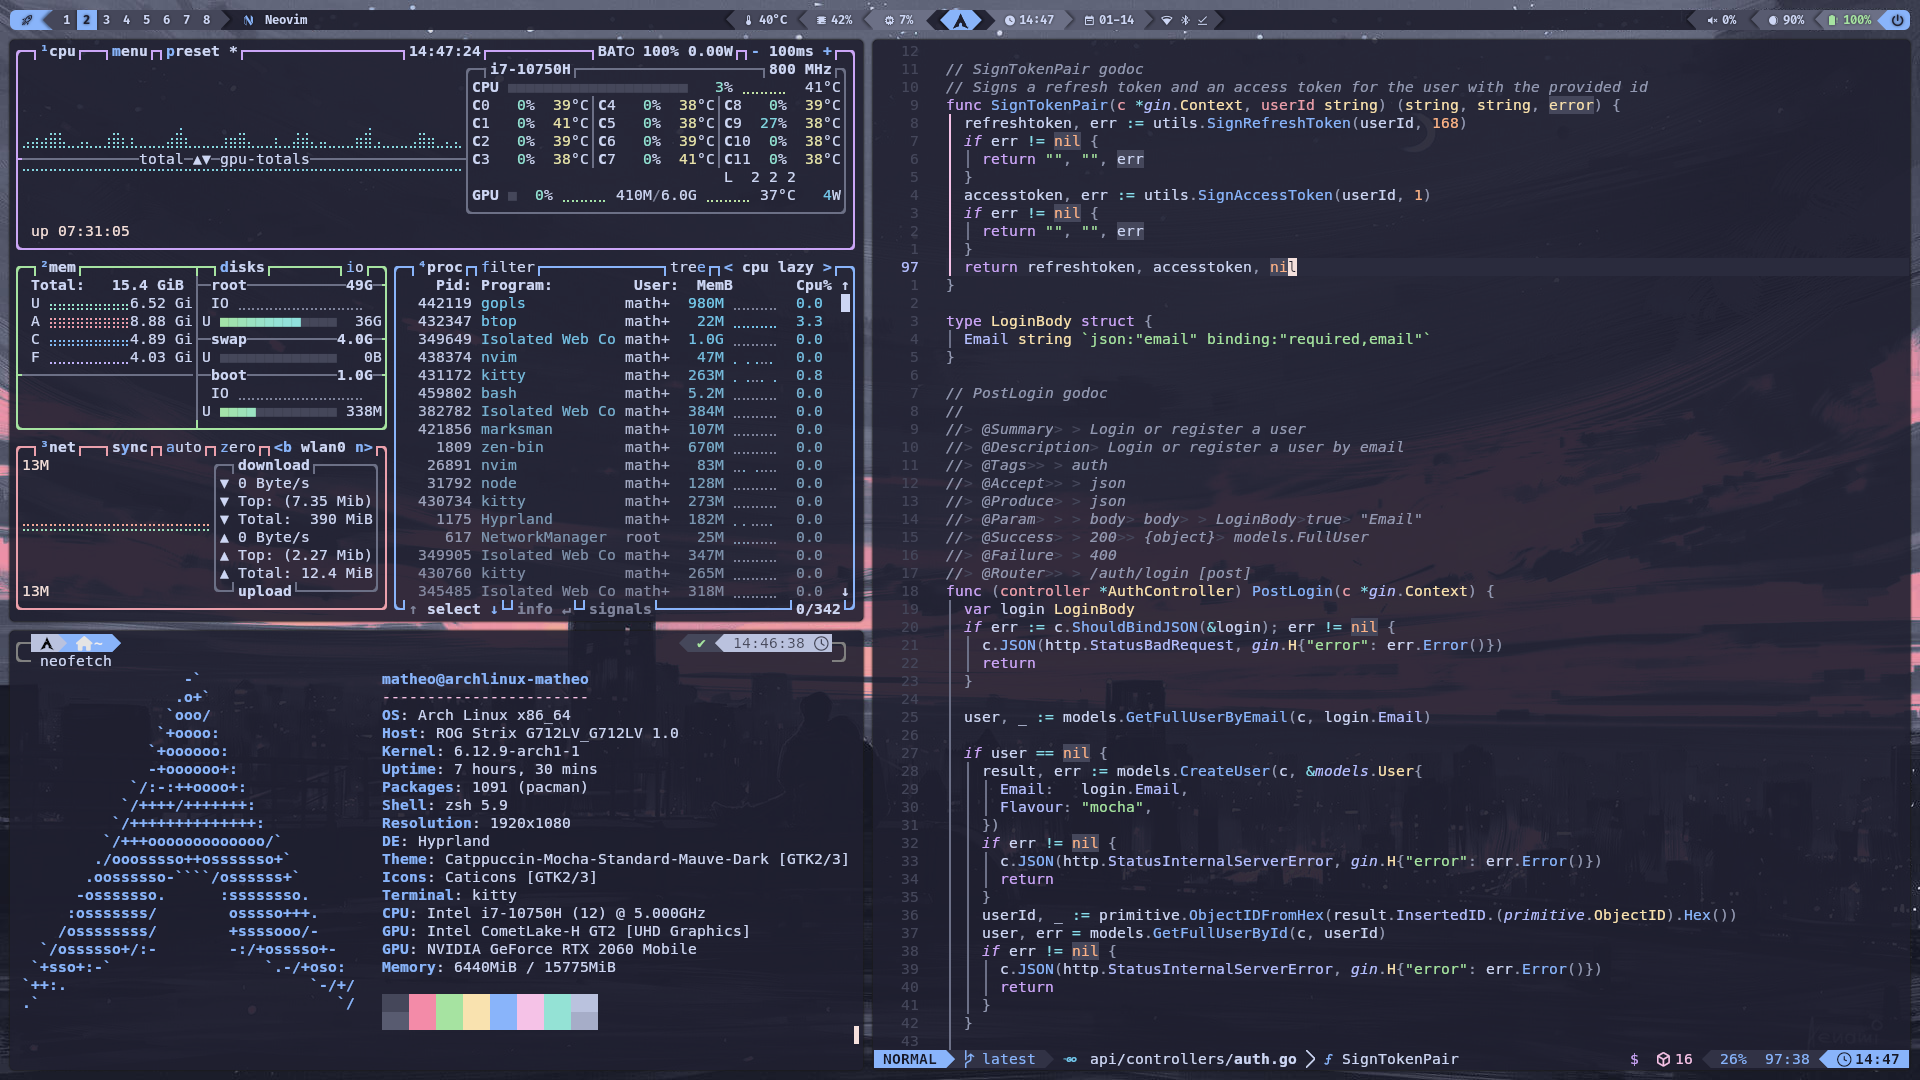 1 2 3 4 5 6 7 8 Neovim 40°C 42% 7% 14:47 01-14 0% 90% 100%
¹cpu menu preset * 14:47:24 BAT○ 100% 0.00W - 100ms +
i7-10750H 800 MHz
CPU 3% 41°C
C0 0% 39°C C4 0% 38°C C8 0% 39°C
C1 0% 41°C C5 0% 38°C C9 27% 38°C
C2 0% 39°C C6 0% 39°C C10 0% 38°C
C3 0% 38°C C7 0% 41°C C11 0% 38°C
total ▲▼ gpu-totals
L 2 2 2
GPU 0% 410M/6.0G 37°C 4W
up 07:31:05
²mem disks io
Total: 15.4 GiB root 49G
U 6.52 Gi IO
A 8.88 Gi U 36G
C 4.89 Gi swap 4.0G
F 4.03 Gi U 0B
boot 1.0G
IO
U 338M
³net sync auto zero <b wlan0 n>
13M download
▼ 0 Byte/s
▼ Top: (7.35 Mib)
▼ Total: 390 MiB
▲ 0 Byte/s
▲ Top: (2.27 Mib)
▲ Total: 12.4 MiB
13M upload
⁴proc filter tree < cpu lazy >
Pid: Program: User: MemB Cpu% ↑
442119 gopls math+ 980M 0.0
432347 btop math+ 22M 3.3
349649 Isolated Web Co math+ 1.0G 0.0
438374 nvim math+ 47M 0.0
431172 kitty math+ 263M 0.8
459802 bash math+ 5.2M 0.0
382782 Isolated Web Co math+ 384M 0.0
421856 marksman math+ 107M 0.0
1809 zen-bin math+ 670M 0.0
26891 nvim math+ 83M 0.0
31792 node math+ 128M 0.0
430734 kitty math+ 273M 0.0
1175 Hyprland math+ 182M 0.0
617 NetworkManager root 25M 0.0
349905 Isolated Web Co math+ 347M 0.0
430760 kitty math+ 265M 0.0
345485 Isolated Web Co math+ 318M 0.0 ↓
↑ select ↓ info ↵ signals 0/342
~ ✔ 14:46:38
neofetch
-`
.o+`
`ooo/
`+oooo:
`+oooooo:
-+oooooo+:
`/:-:++oooo+:
`/++++/+++++++:
`/++++++++++++++:
`/+++ooooooooooooo/`
./ooosssso++osssssso+`
.oossssso-````/ossssss+`
-osssssso. :ssssssso.
:osssssss/ osssso+++.
/ossssssss/ +ssssooo/-
`/ossssso+/:- -:/+osssso+-
`+sso+:-` `.-/+oso:
`++:. `-/+/
.` `/
matheo@archlinux-matheo
-----------------------
OS: Arch Linux x86_64
Host: ROG Strix G712LV_G712LV 1.0
Kernel: 6.12.9-arch1-1
Uptime: 7 hours, 30 mins
Packages: 1091 (pacman)
Shell: zsh 5.9
Resolution: 1920x1080
DE: Hyprland
Theme: Catppuccin-Mocha-Standard-Mauve-Dark [GTK2/3]
Icons: Caticons [GTK2/3]
Terminal: kitty
CPU: Intel i7-10750H (12) @ 5.000GHz
GPU: Intel CometLake-H GT2 [UHD Graphics]
GPU: NVIDIA GeForce RTX 2060 Mobile
Memory: 6440MiB / 15775MiB
12
11 // SignTokenPair godoc
10 // Signs a refresh token and an access token for the user with the provided id
9 func SignTokenPair(c *gin.Context, userId string) (string, string, error) {
8 refreshtoken, err := utils.SignRefreshToken(userId, 168)
7 if err != nil {
6 return "", "", err
5 }
4 accesstoken, err := utils.SignAccessToken(userId, 1)
3 if err != nil {
2 return "", "", err
1 }
97 return refreshtoken, accesstoken, nil
1 }
2
3 type LoginBody struct {
4 Email string `json:"email" binding:"required,email"`
5 }
6
7 // PostLogin godoc
8 //
9 //> @Summary> > Login or register a user
10 //> @Description> Login or register a user by email
11 //> @Tags>> > auth
12 //> @Accept>> > json
13 //> @Produce> > json
14 //> @Param> > > body> body> > LoginBody>true> "Email"
15 //> @Success> > 200>> {object}> models.FullUser
16 //> @Failure> > 400
17 //> @Router>> > /auth/login [post]
18 func (controller *AuthController) PostLogin(c *gin.Context) {
19 var login LoginBody
20 if err := c.ShouldBindJSON(&login); err != nil {
21 c.JSON(http.StatusBadRequest, gin.H{"error": err.Error()})
22 return
23 }
24
25 user, _ := models.GetFullUserByEmail(c, login.Email)
26
27 if user == nil {
28 result, err := models.CreateUser(c, &models.User{
29 Email: login.Email,
30 Flavour: "mocha",
31 })
32 if err != nil {
33 c.JSON(http.StatusInternalServerError, gin.H{"error": err.Error()})
34 return
35 }
36 userId, _ := primitive.ObjectIDFromHex(result.InsertedID.(primitive.ObjectID).Hex())
37 user, err = models.GetFullUserById(c, userId)
38 if err != nil {
39 c.JSON(http.StatusInternalServerError, gin.H{"error": err.Error()})
40 return
41 }
42 }
43
NORMAL latest api/controllers/auth.go ƒ SignTokenPair $ 16 26% 97:38 14:47